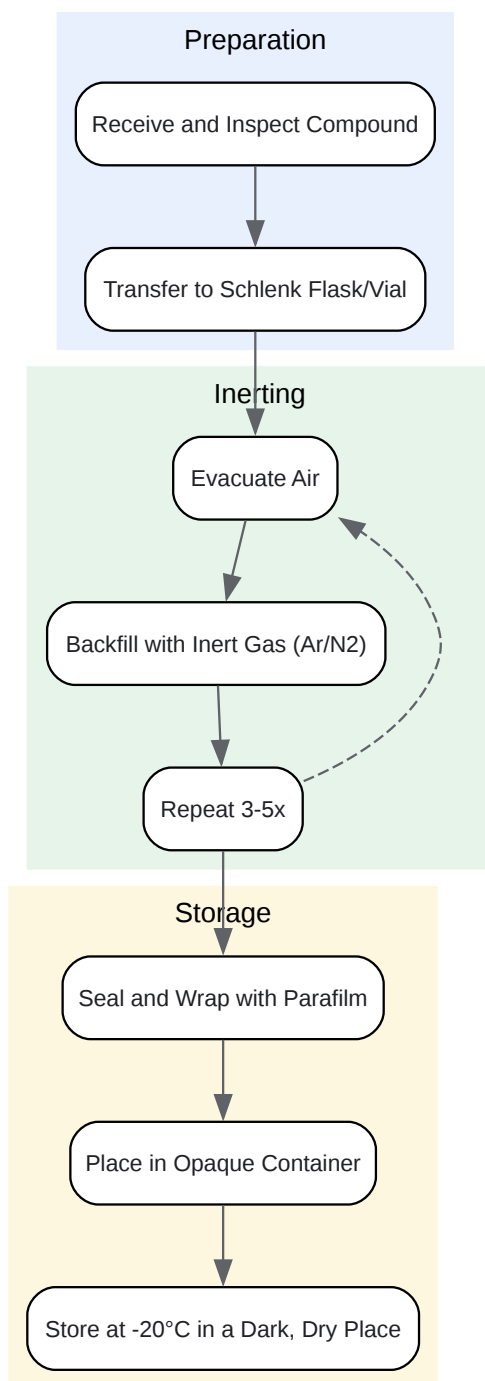 Preparation
Receive and Inspect Compound
Transfer to Schlenk Flask/Vial
Inerting
Evacuate Air
Backfill with Inert Gas (Ar/N2)
Repeat 3-5x
Storage
Seal and Wrap with Parafilm
Place in Opaque Container
Store at -20°C in a Dark, Dry Place